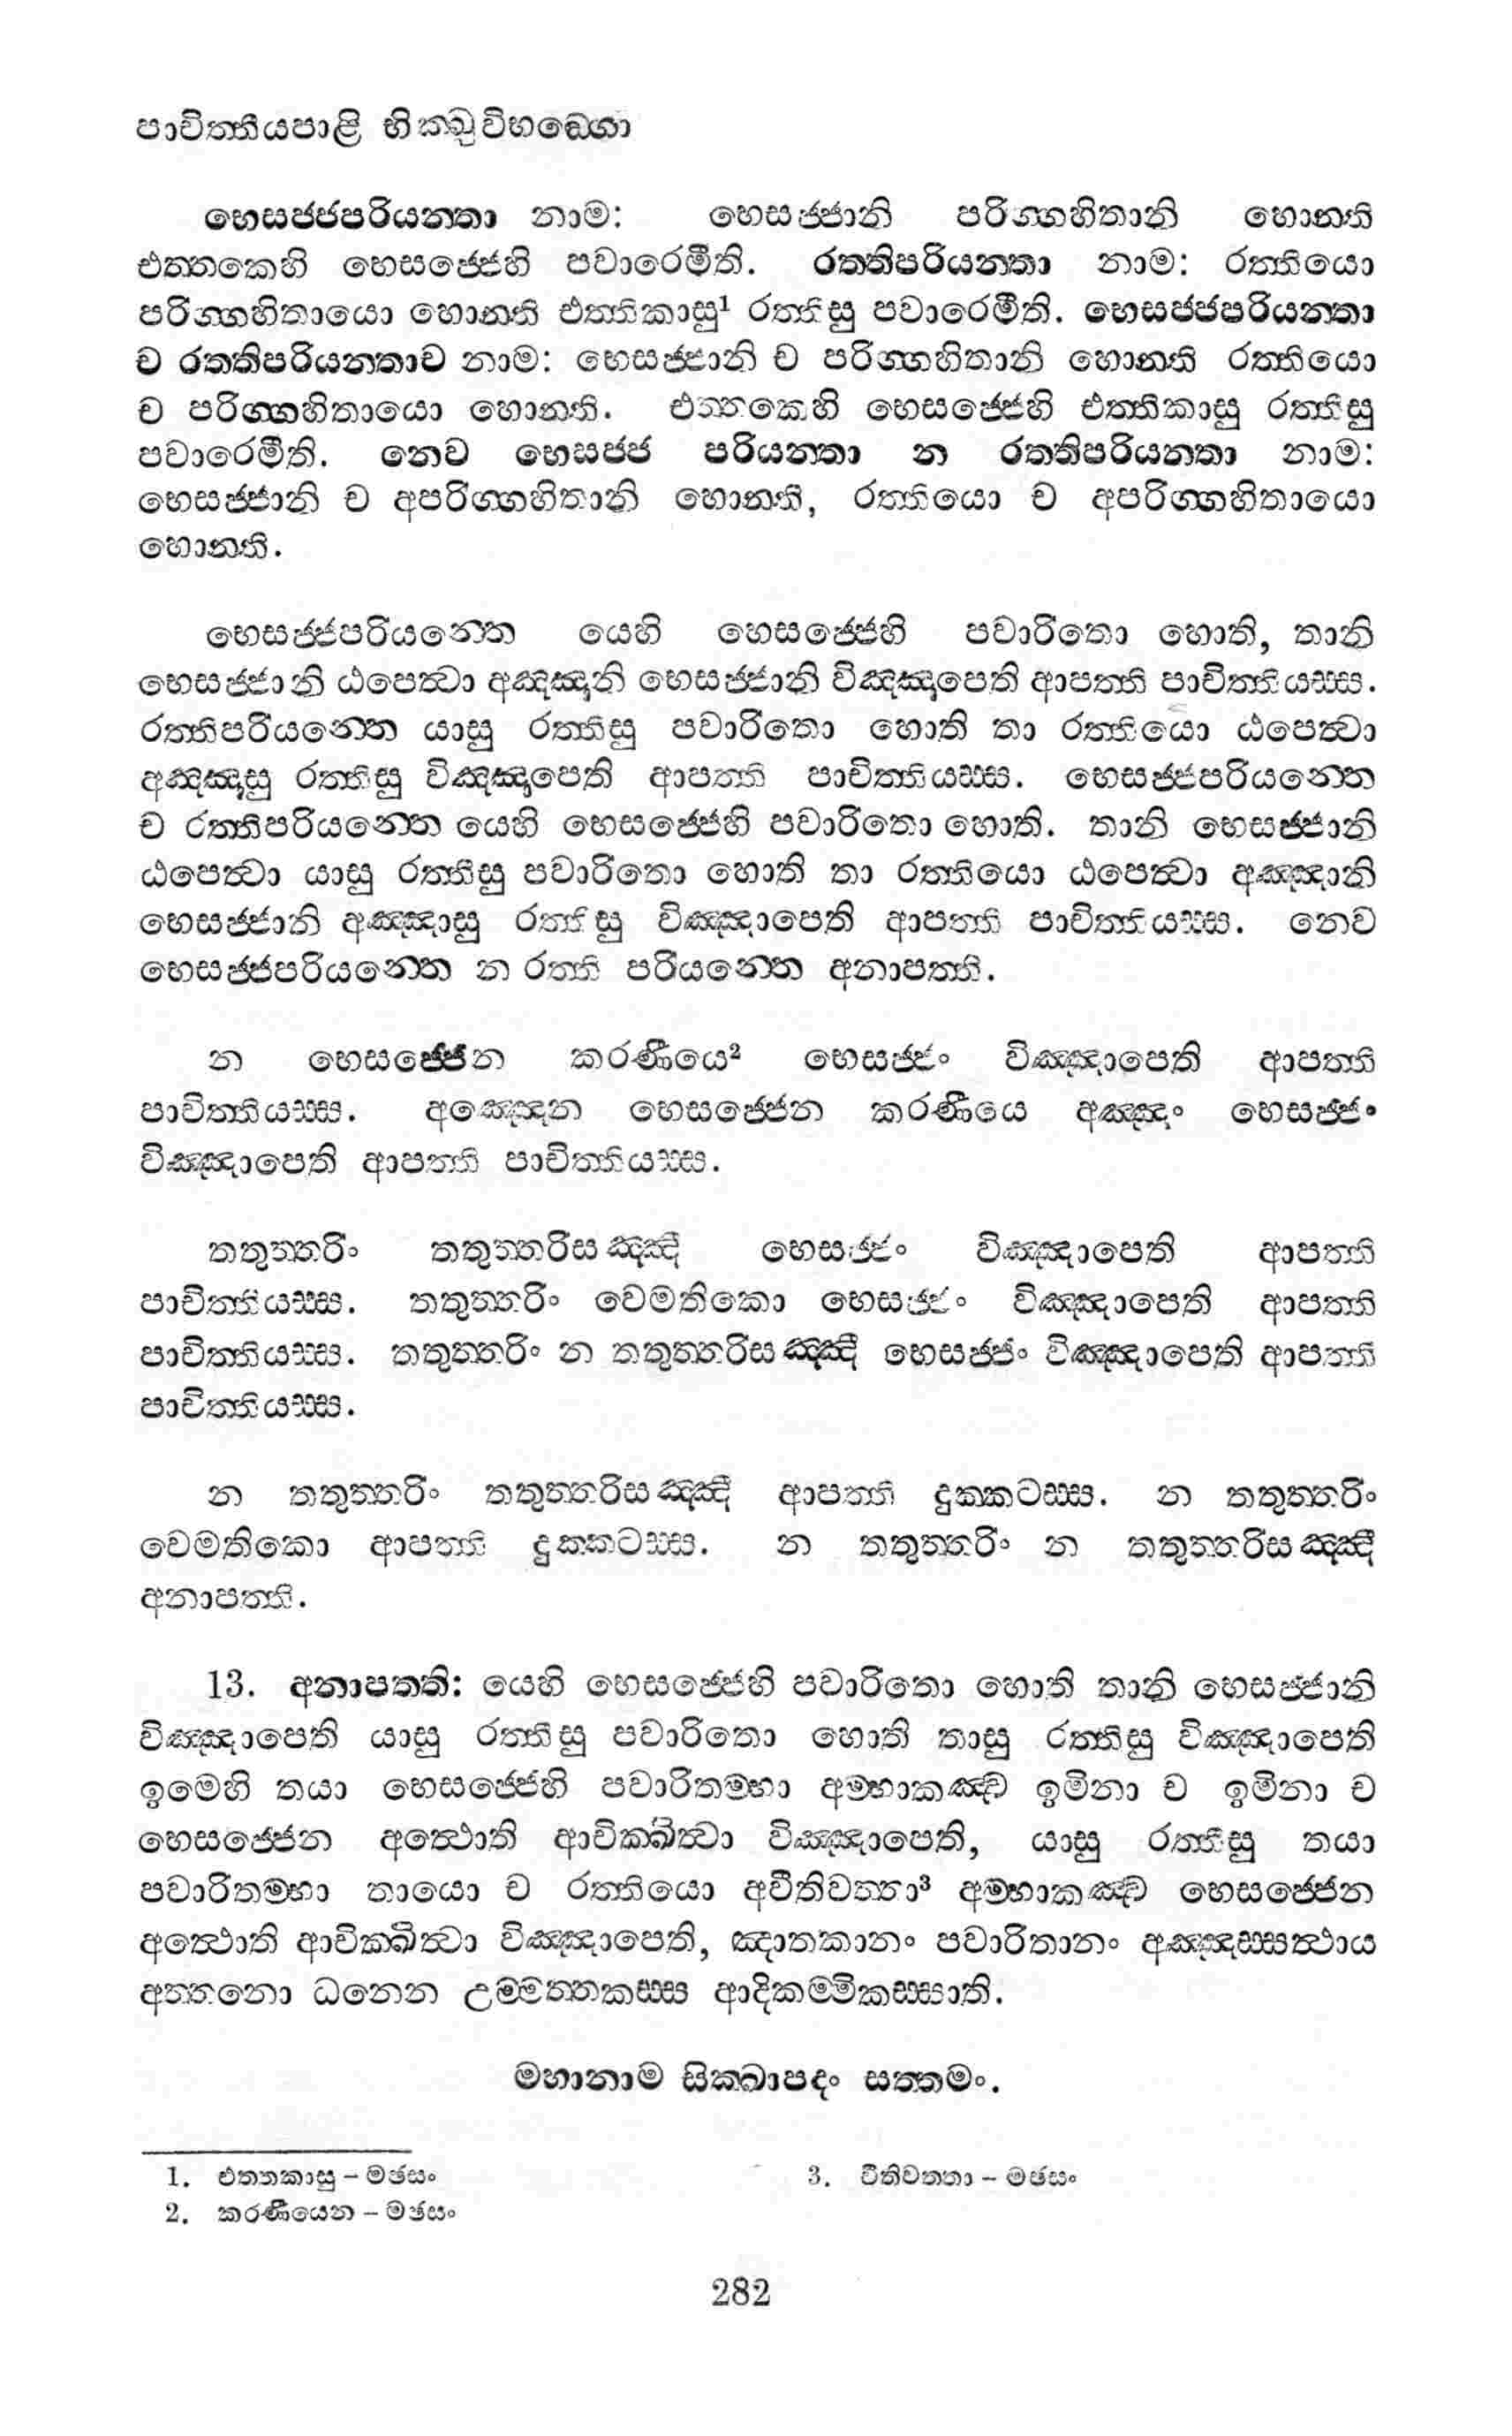 පාචිත්තියපාළි භික්ඛුවිභඞ්ගො
භෙසජ්ජපරියන්තා නාම: භෙසජ්ජානි පරිග්ගහිතානි හොන්ති
එත්තකෙහි භෙසජ්ජෙහි පවාරෙමීති. රත්තිපරියන්තා නාම: රත්තියො
පරිග්ගහිතායො හොන්ති එත්තිකාසු¹ රත්තිසු පවාරෙමීති. භෙසජ්ජපරියන්තා
ච රත්තිපරියන්තාච නාම: භෙසජ්ජානි ච පරිග්ගහිතානි හොන්ති රත්තියො
ච පරිග්ගහිතායො හොන්ති. එත්තකෙහි භෙසජ්ජෙහි එත්තිකාසු රත්තිසු
පවාරෙමීති. නෙව භෙසජ්ජ පරියන්තා න රත්තිපරියන්තා නාම:
භෙසජ්ජානි ච අපරිග්ගහිතානි හොන්ති, රත්තියො ච අපරිග්ගහිතායො
හොන්ති.
භෙසජ්ජපරියන්තෙ යෙහි භෙසජ්ජෙහි පවාරිතො හොති, තානි
භෙසජ්ජානි ඨපෙත්වා අඤ්ඤානි භෙසජ්ජානි විඤ්ඤාපෙති ආපත්ති පාචිත්තියස්ස.
රත්තිපරියන්තෙ යාසු රත්තිසු පවාරිතො හොති තා රත්තියො ඨපෙත්වා
අඤ්ඤාසු රත්තිසු විඤ්ඤාපෙති ආපත්ති පාචිත්තියස්ස. භෙසජ්ජපරියන්තෙ
ච රත්තිපරියන්තෙ යෙහි භෙසජ්ජෙහි පවාරිතො හොති. තානි භෙසජ්ජානි
ඨපෙත්වා යාසු රත්තීසු පවාරිතො හොති තා රත්තියො ඨපෙත්වා අඤ්ඤානි
භෙසජ්ජානි අඤ්ඤාසු රත්තිසු විඤ්ඤාපෙති ආපත්ති පාචිත්තියස්ස. නෙව
භෙසජ්ජපරියන්තෙ න රත්ති පරියන්තෙ අනාපත්ති.
න භෙසජ්ජෙන කරණීයෙ² භෙසජ්ජං විඤ්ඤාපෙති ආපත්ති
පාචිත්තියස්ස. අඤ්ඤෙන භෙසජ්ජෙන කරණීයෙ අඤ්ඤං භෙසජ්ජං
විඤ්ඤාපෙති ආපත්ති පාචිත්තියස්ස.
තතුත්තරිං තතුත්තරිසඤ්ඤී භෙසජ්ජං විඤ්ඤාපෙති ආපත්ති
පාචිත්තියස්ස. තතුත්තරිං වෙමතිකො භෙසජ්ජං විඤ්ඤාපෙති ආපත්ති
පාචිත්තියස්ස. තතුත්තරිං න තතුත්තරිසඤ්ඤී භෙසජ්ජං විඤ්ඤාපෙති ආපත්ති
පාචිත්තියස්ස.
න තතුත්තරිං තතුත්තරිසඤ්ඤී ආපත්ති දුක්කටස්ස. න තතුත්තරිං
වෙමතිකො ආපත්ති දුක්කටස්ස. න තතුත්තරිං න තතුත්තරිසඤ්ඤී
අනාපත්ති.
13. අනාපත්ති: යෙහි භෙසජ්ජෙහි පවාරිතො හොති තානි භෙසජ්ජානි
විඤ්ඤාපෙති යාසු රත්තීසු පවාරිතො හොති තාසු රත්තිසු විඤ්ඤාපෙති
ඉමෙහි තයා භෙසජ්ජෙහි පවාරිතම්භා අම්භාකඤ්ච ඉමිනා ච ඉමිනා ච
භෙසජ්ජෙන අත්ථොති ආචික්ඛිත්වා විඤ්ඤාපෙති, යාසු රත්තීසු තයා
පවාරිතම්භා තායො ච රත්තියො අවීතිවත්තා³ අම්භාකඤ්ච භෙසජ්ජෙන
අත්ථොති ආචික්ඛිත්වා විඤ්ඤාපෙති, ඤාතකානං පවාරිතානං අඤ්ඤස්සත්ථාය
අත්තනො ධනෙන උම්මත්තකස්ස ආදිකම්මිකස්සාති.
මහානාම සික්ඛාපදං සත්තමං.
1. එත්තකාසු – මඡසං
2. කරණීයෙන – මඡසං
3. වීතිවත්තා – මඡසං
282